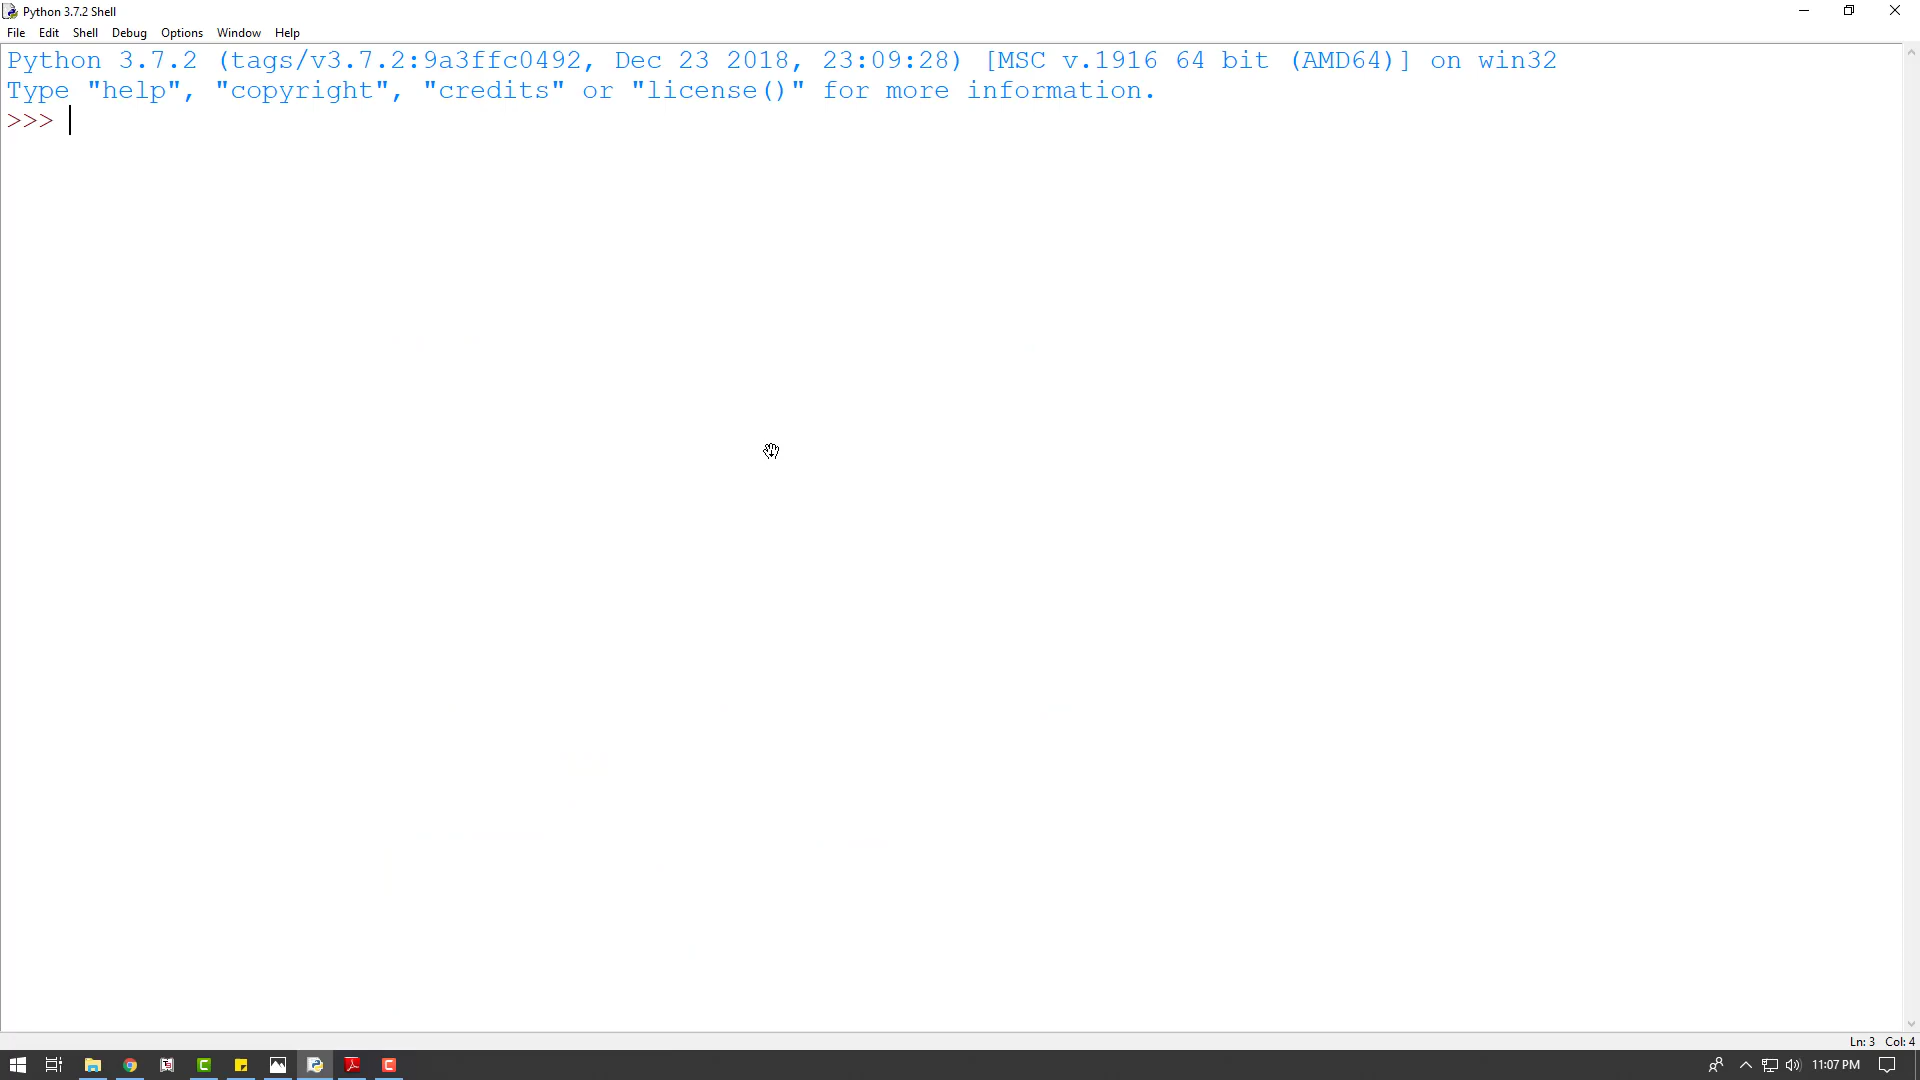 Python 3.7.2 Shell
File Edit Shell Debug Options Window Help
Python 3.7.2 (tags/v3.7.2:9a3ffc0492, Dec 23 2018, 23:09:28) [MSC v.1916 64 bit (AMD64)] on win32
Type "help", "copyright", "credits" or "license()" for more information.
>>>
Ln: 3 Col: 4
11:07 PM